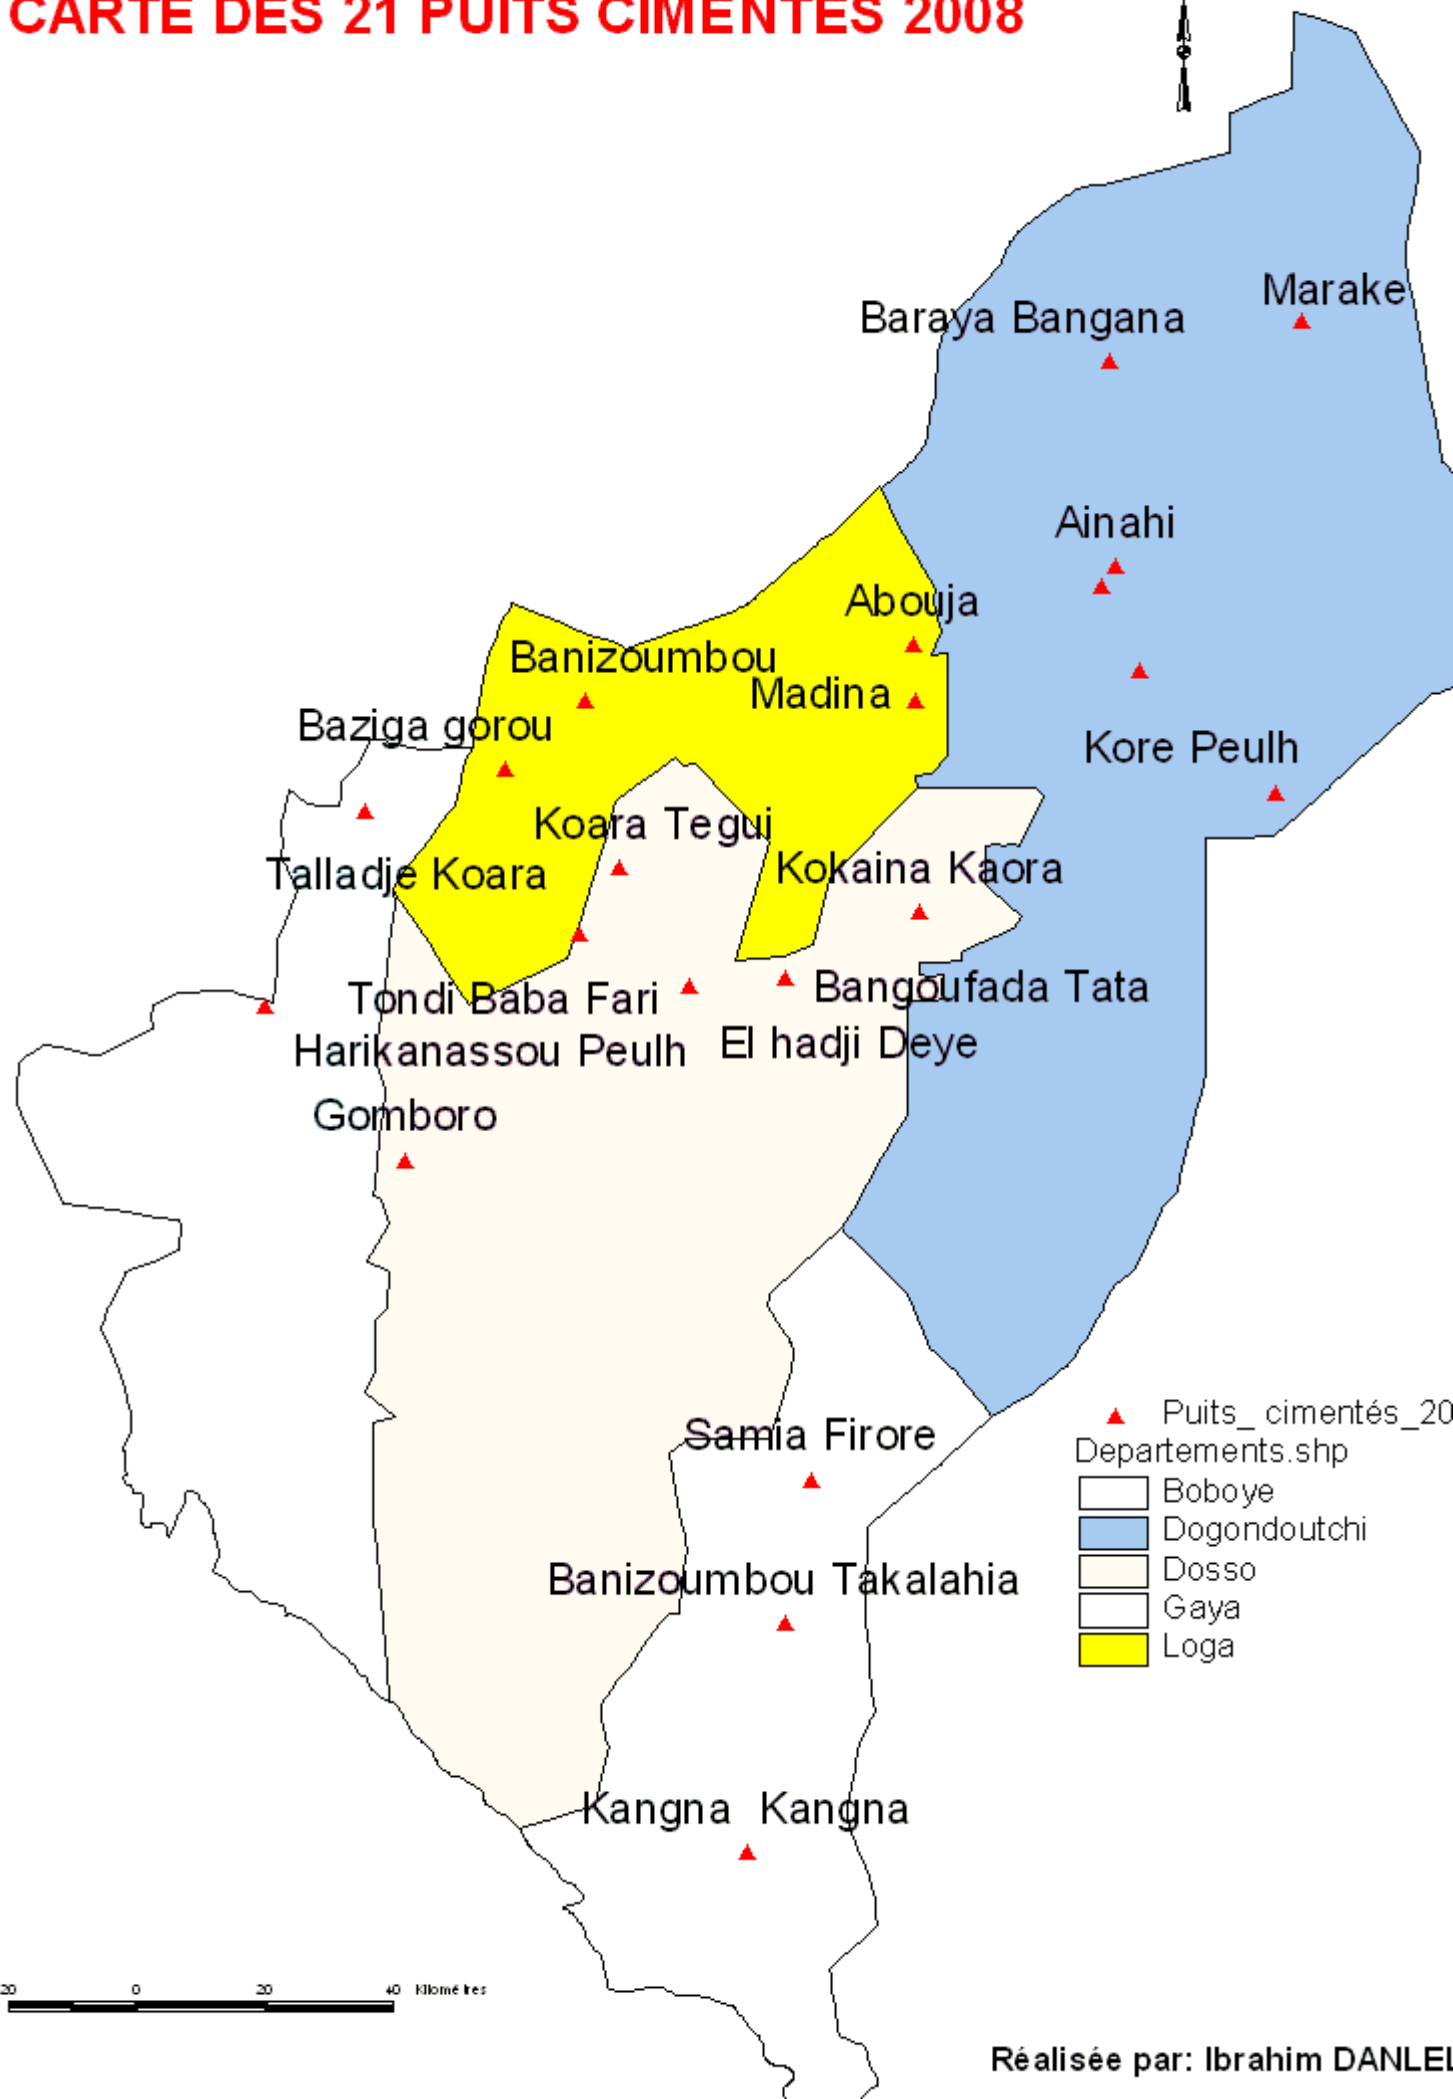 CARTE DES 21 PUITS CIMENTES 2008
Marake
Baraya Bangana
Ainahi
Abouja
Banizoumbou
Madina
Baziga gorou
Kore Peulh
Koara Tegui
Talladje Koara
Kokaina Kaora
Tondi Baba Fari
Bangoufada Tata
Harikanassou Peulh
El hadji Deye
Gomboro
Samia Firore
Banizoumbou Takalahia
Kangna Kangna
Puits_ cimentés_20
Departements.shp
Boboye
Dogondoutchi
Dosso
Gaya
Loga
20 0 20 40 Kilométres
Réalisée par: Ibrahim DANLEL